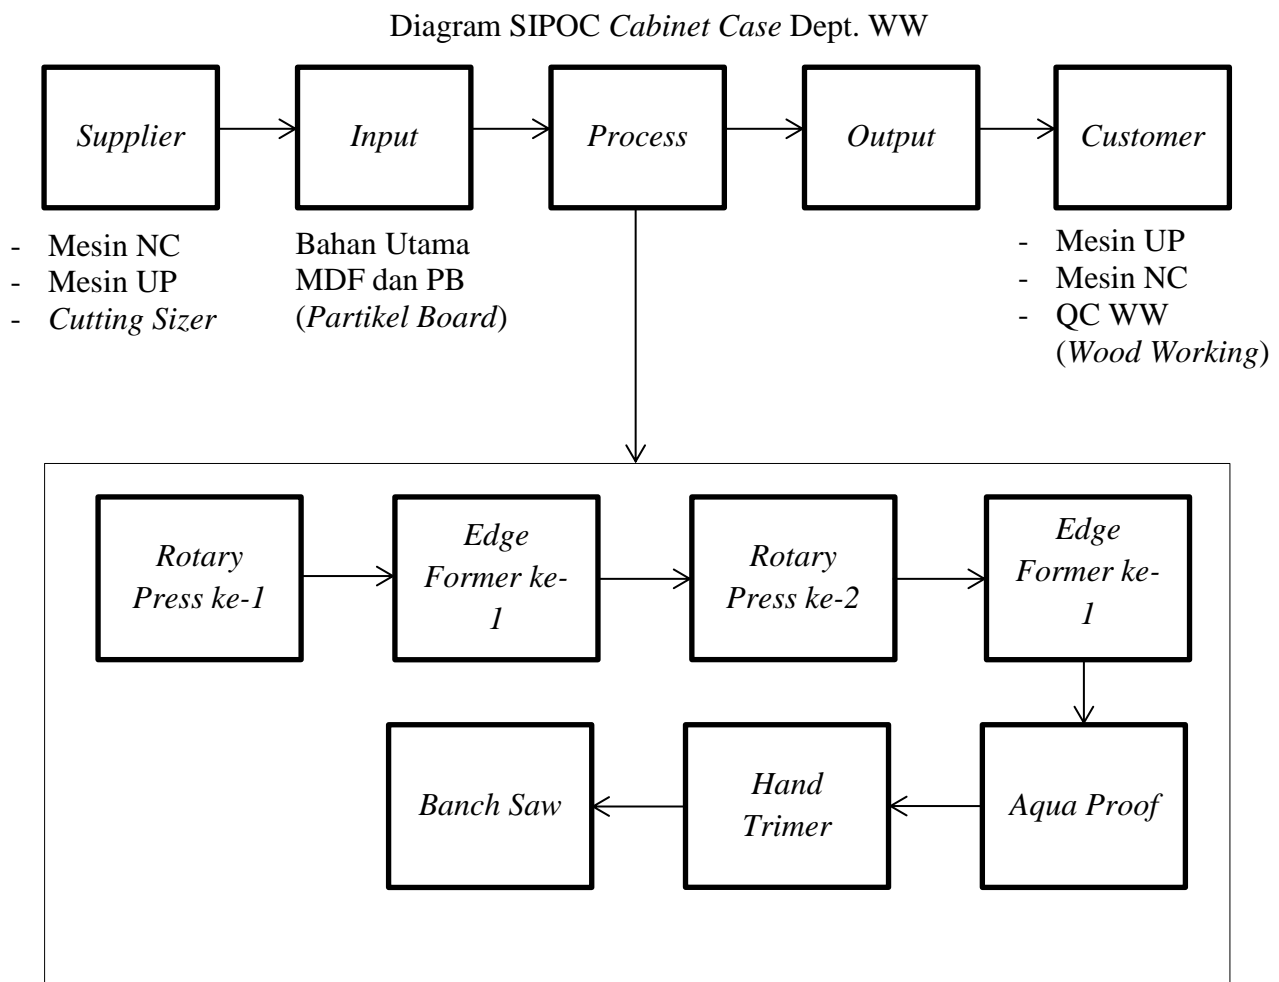 Diagram SIPOC Cabinet Case Dept. WW
Supplier
Input
Process
Output
Customer
- Mesin NC
- Mesin UP
- Cutting Sizer
Bahan Utama
MDF dan PB
(Partikel Board)
- Mesin UP
- Mesin NC
- QC WW
(Wood Working)
Rotary
Press ke-1
Edge
Former ke-
1
Rotary
Press ke-2
Edge
Former ke-
1
Aqua Proof
Hand
Trimer
Banch Saw